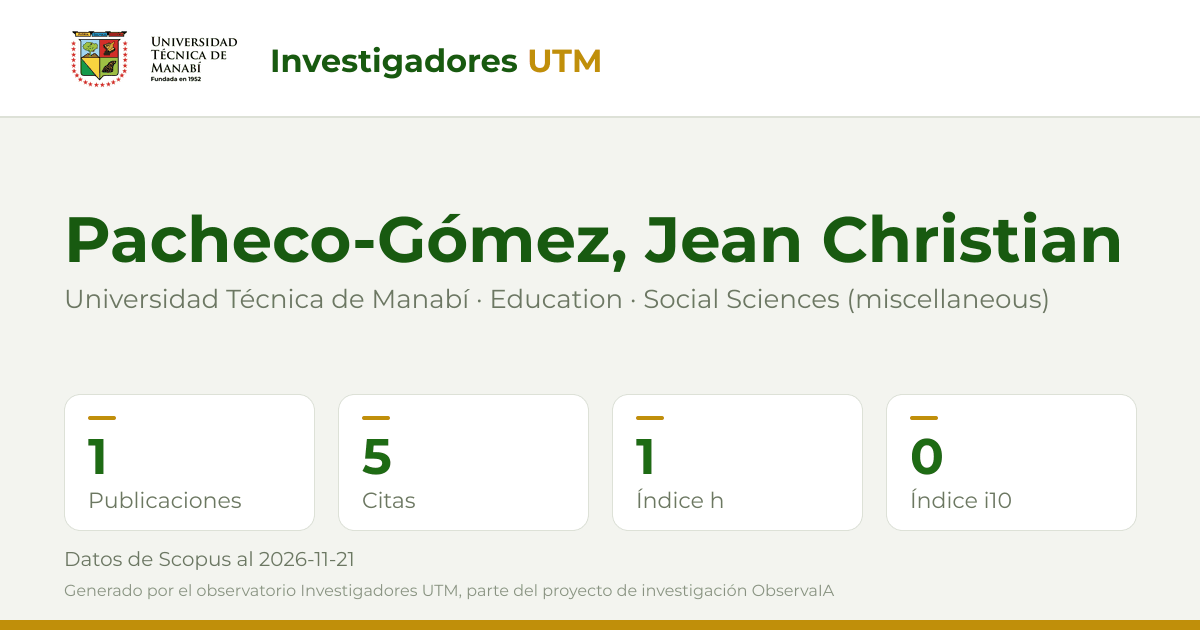 UNIVERSIDAD
TÉCNICA DE
MANABÍ
Fundada en 1952
Investigadores UTM
Pacheco-Gómez, Jean Christian
Universidad Técnica de Manabí · Education · Social Sciences (miscellaneous)
1
Publicaciones
5
Citas
1
Índice h
0
Índice i10
Datos de Scopus al 2026-11-21
Generado por el observatorio Investigadores UTM, parte del proyecto de investigación ObservaIA